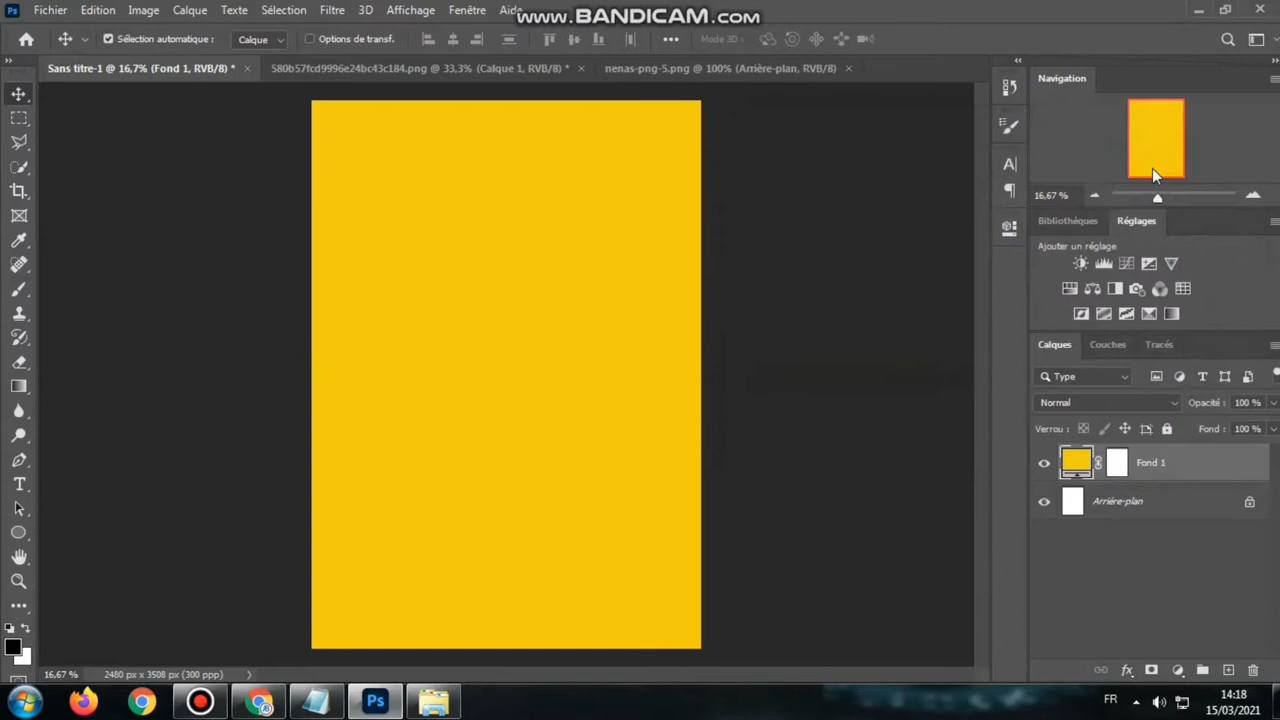 www.BANDICAM.com
Ps Fichier Edition Image Calque Texte Sélection Filtre 3D Affichage Fenêtre Aide
Sélection automatique : Calque Options de transf. Mode 3D :
Sans titre-1 @ 16,7% (Fond 1, RVB/8) * 580b57fcd9996e24bc43c184.png @ 33,3% (Calque 1, RVB/8) * nenas-png-5.png @ 100% (Arrière-plan, RVB/8)
Navigation
16,67 %
Bibliothèques Réglages
Ajouter un réglage
Calques Couches Tracés
Type
Normal Opacité : 100 %
Verrou : Fond : 100 %
Fond 1
Arrière-plan
16,67 % 2480 px x 3508 px (300 ppp)
Ps FR 14:18
15/03/2021